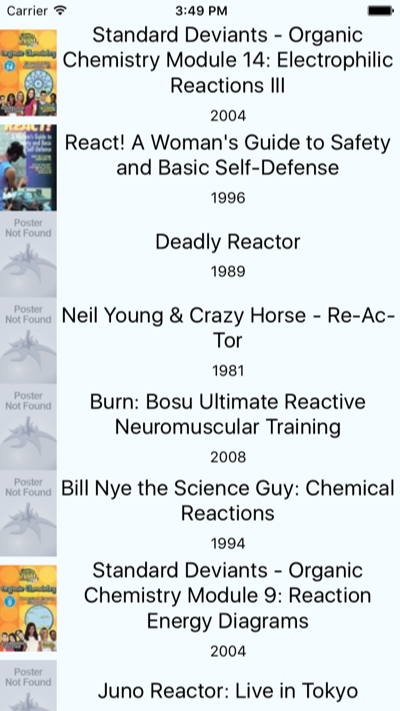 Carrier 3:49 PM
Standard Deviants - Organic
Chemistry Module 14: Electrophilic
Reactions III
2004
React! A Woman's Guide to Safety
and Basic Self-Defense
1996
Poster
Not Found
Deadly Reactor
1989
Poster
Not Found
Neil Young & Crazy Horse - Re-Ac-
Tor
1981
Poster
Not Found
Burn: Bosu Ultimate Reactive
Neuromuscular Training
2008
Poster
Not Found
Bill Nye the Science Guy: Chemical
Reactions
1994
Standard Deviants - Organic
Chemistry Module 9: Reaction
Energy Diagrams
2004
Poster
Not Found
Juno Reactor: Live in Tokyo